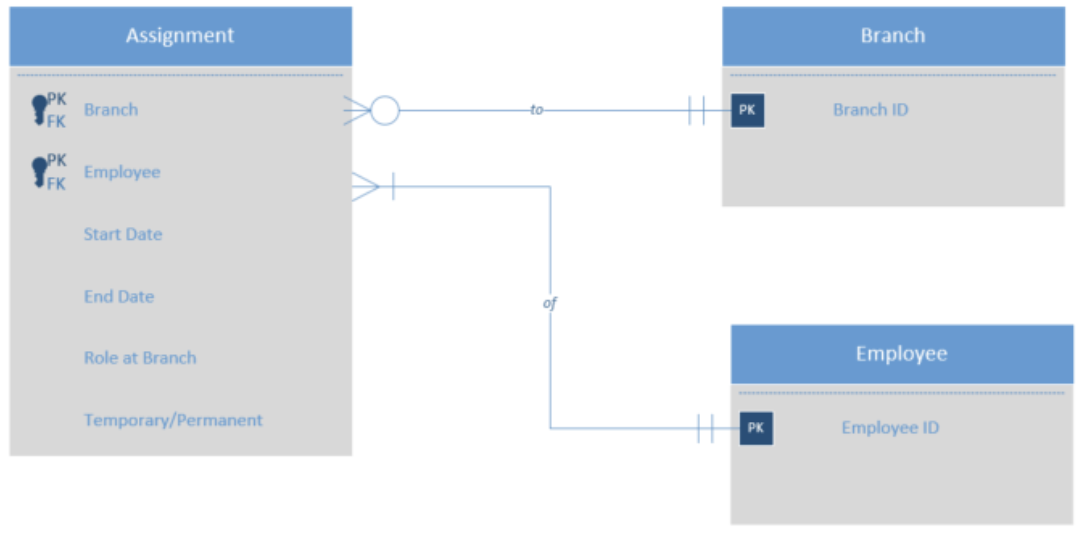 Assignment
PK
FK
Branch
PK
FK
Employee
Start Date
End Date
Role at Branch
Temporary/Permanent
to
of
Branch
PK
Branch ID
Employee
PK
Employee ID